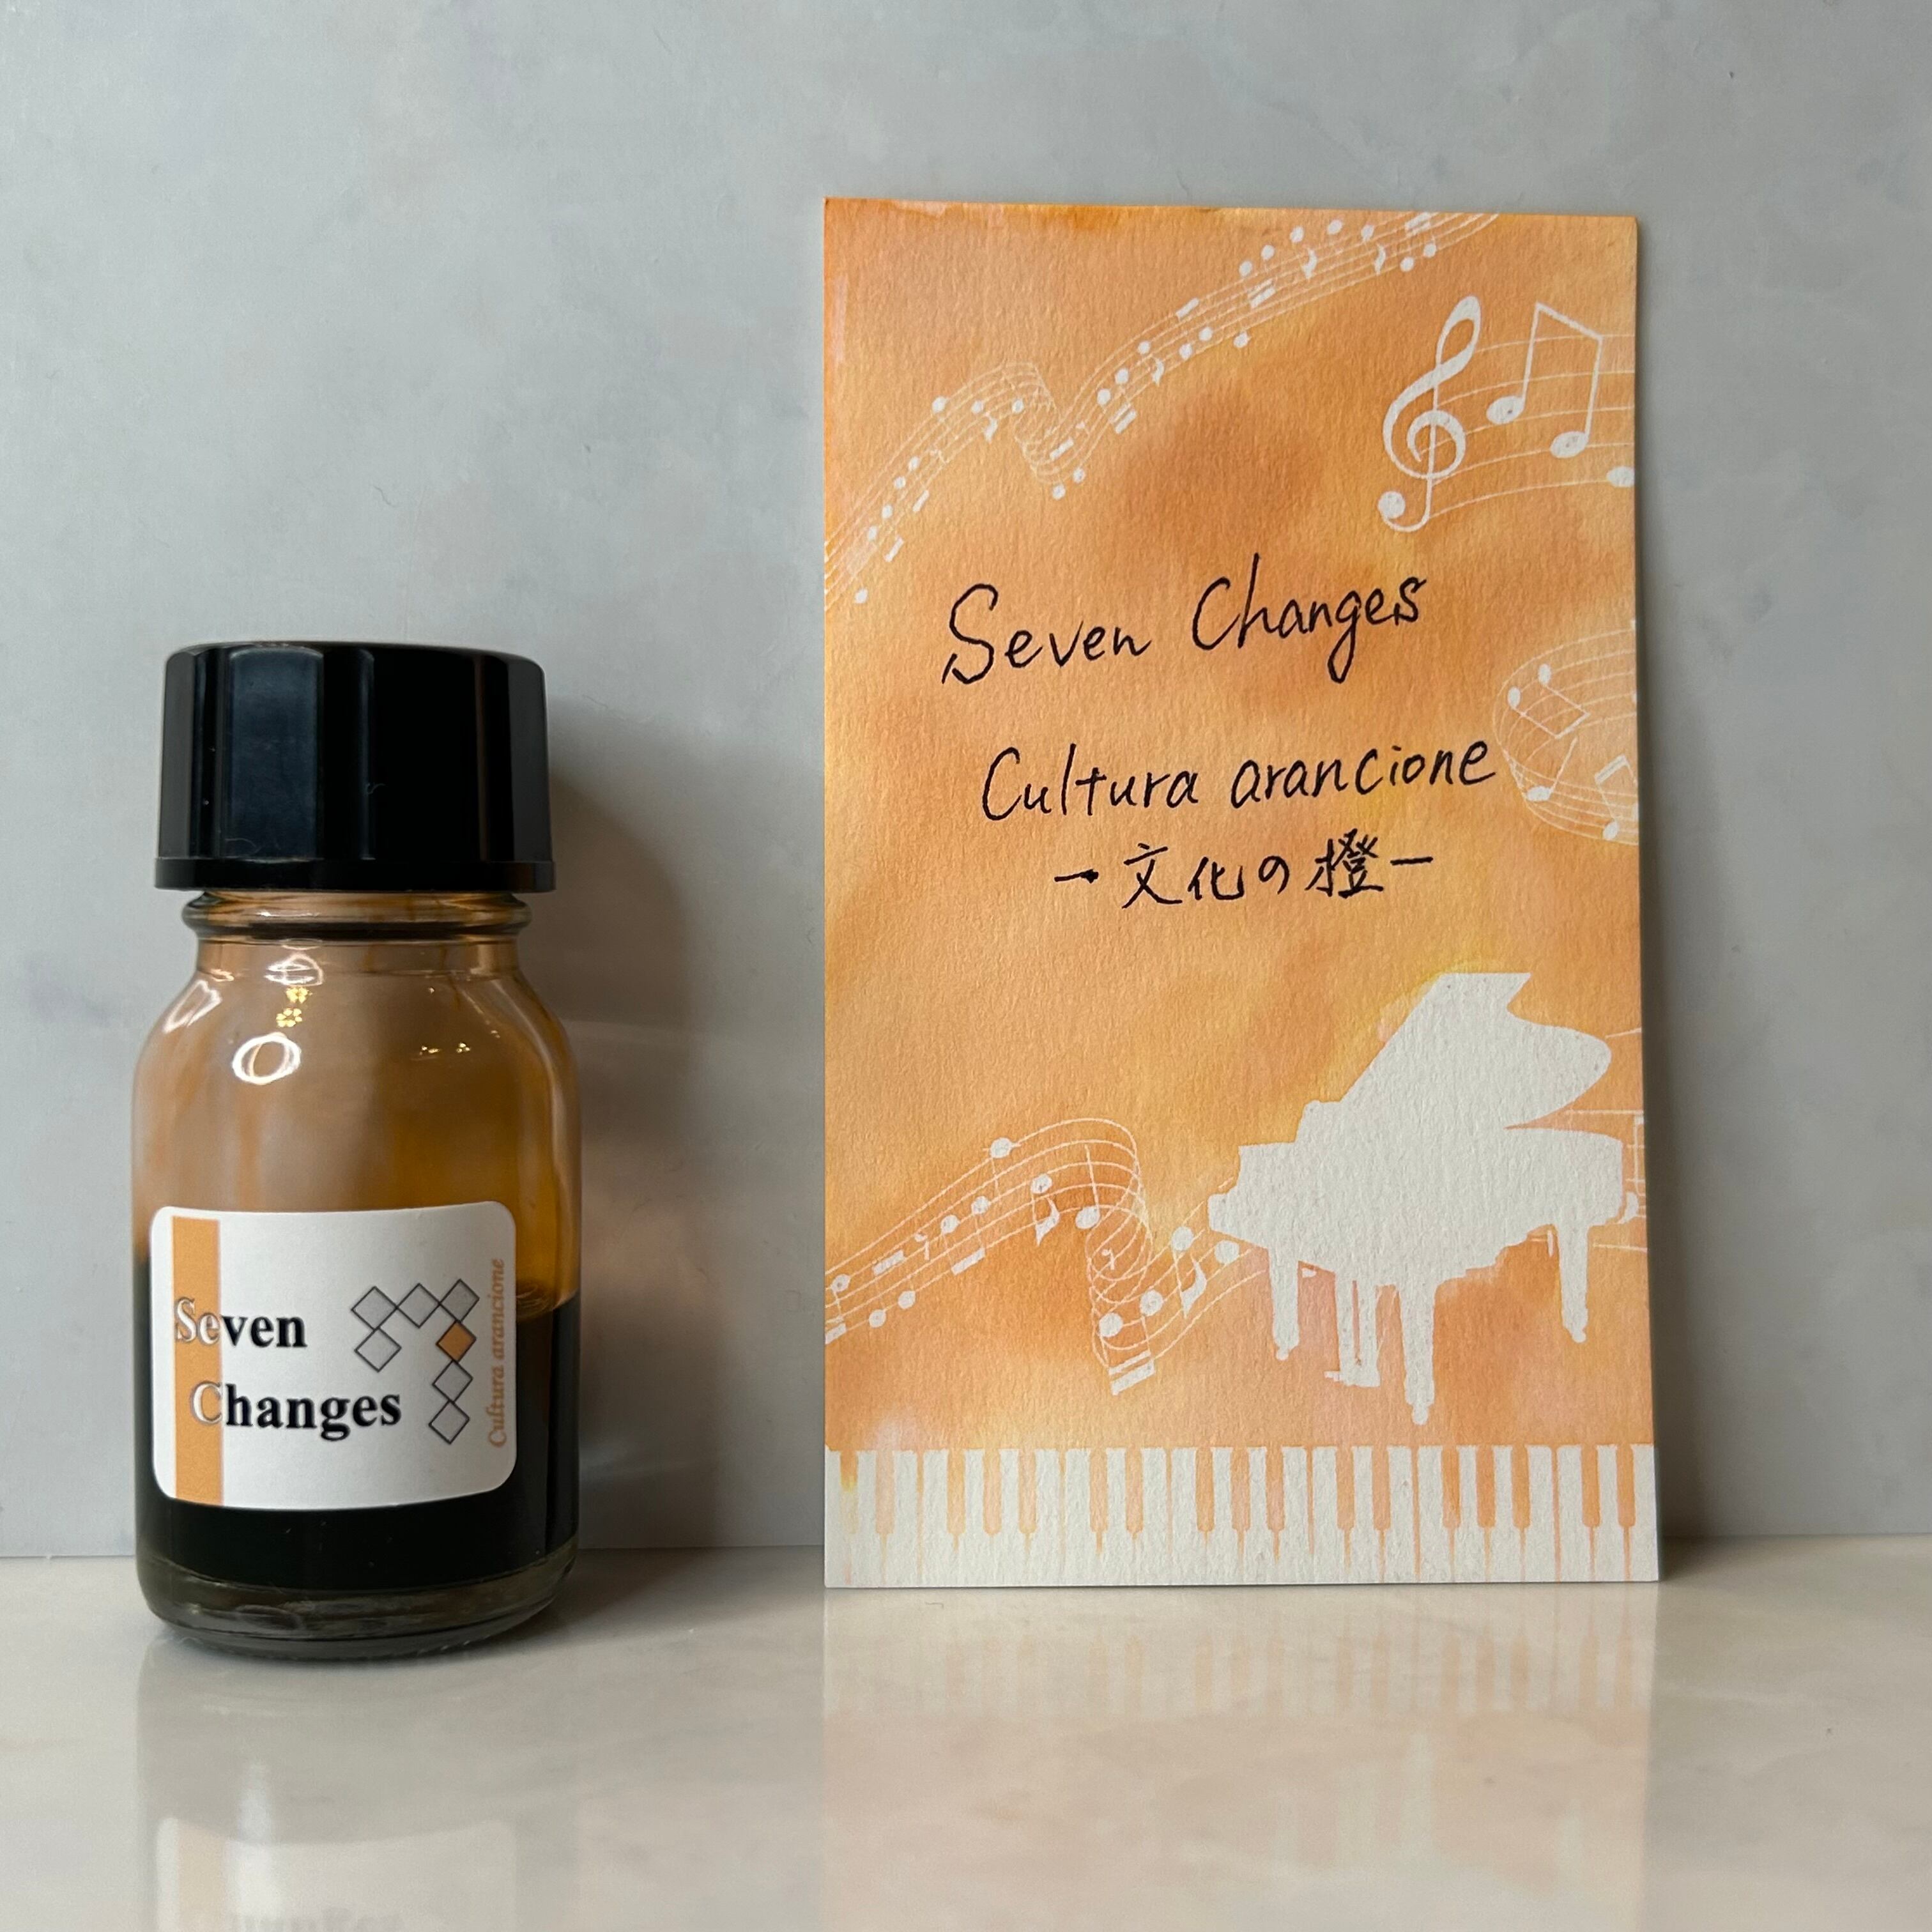 Seven
Changes
Cultura arancione
Seven Changes
Cultura arancione
ー文化の橙ー